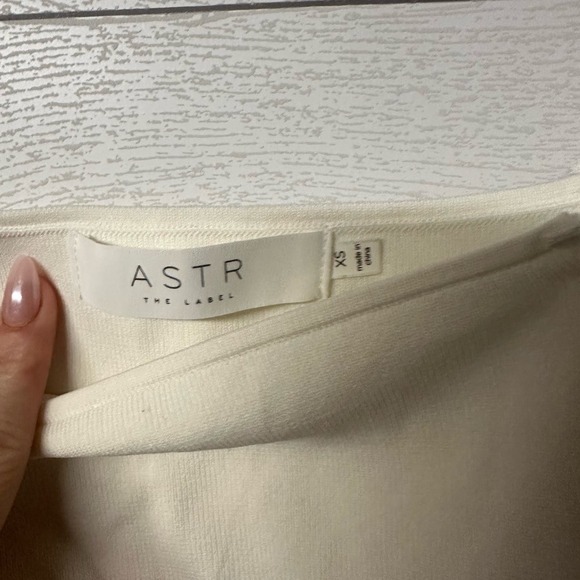 ASTR
THE LABEL
XS
made in
china